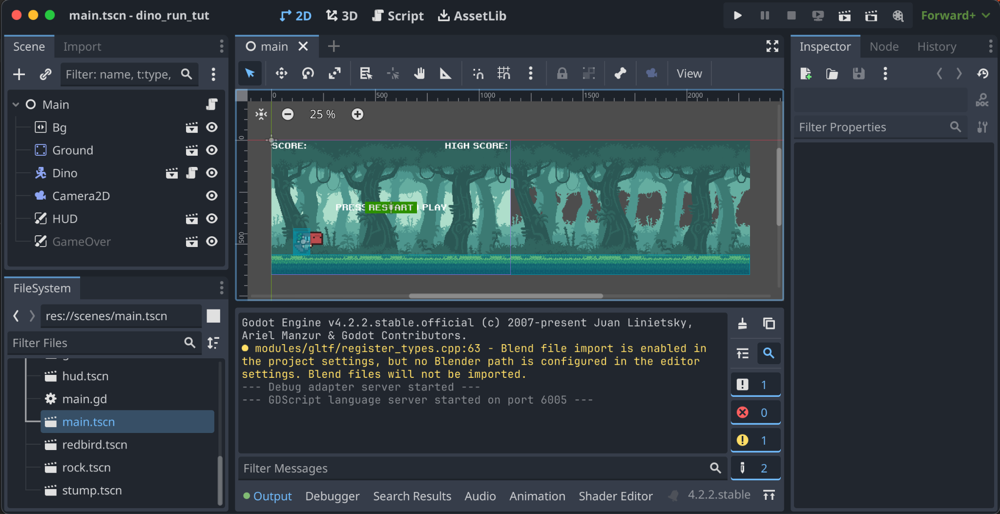 main.tscn - dino_run_tut
2D
3D
Script
AssetLib
Forward+
Scene
Import
Filter: name, t:type,
Main
Bg
Ground
Dino
Camera2D
HUD
GameOver
FileSystem
res://scenes/main.tscn
Filter Files
hud.tscn
main.gd
main.tscn
redbird.tscn
rock.tscn
stump.tscn
main
View
0
500
1000
1500
2000
0
500
25 %
SCORE:
HIGH SCORE:
PRESS
RESTART
PLAY
Godot Engine v4.2.2.stable.official (c) 2007-present Juan Linietsky,
Ariel Manzur & Godot Contributors.
modules/gltf/register_types.cpp:63 - Blend file import is enabled in
the project settings, but no Blender path is configured in the editor
settings. Blend files will not be imported.
--- Debug adapter server started ---
--- GDScript language server started on port 6005 ---
1
0
1
2
Filter Messages
Output
Debugger
Search Results
Audio
Animation
Shader Editor
4.2.2.stable
Inspector
Node
History
DOC
Filter Properties